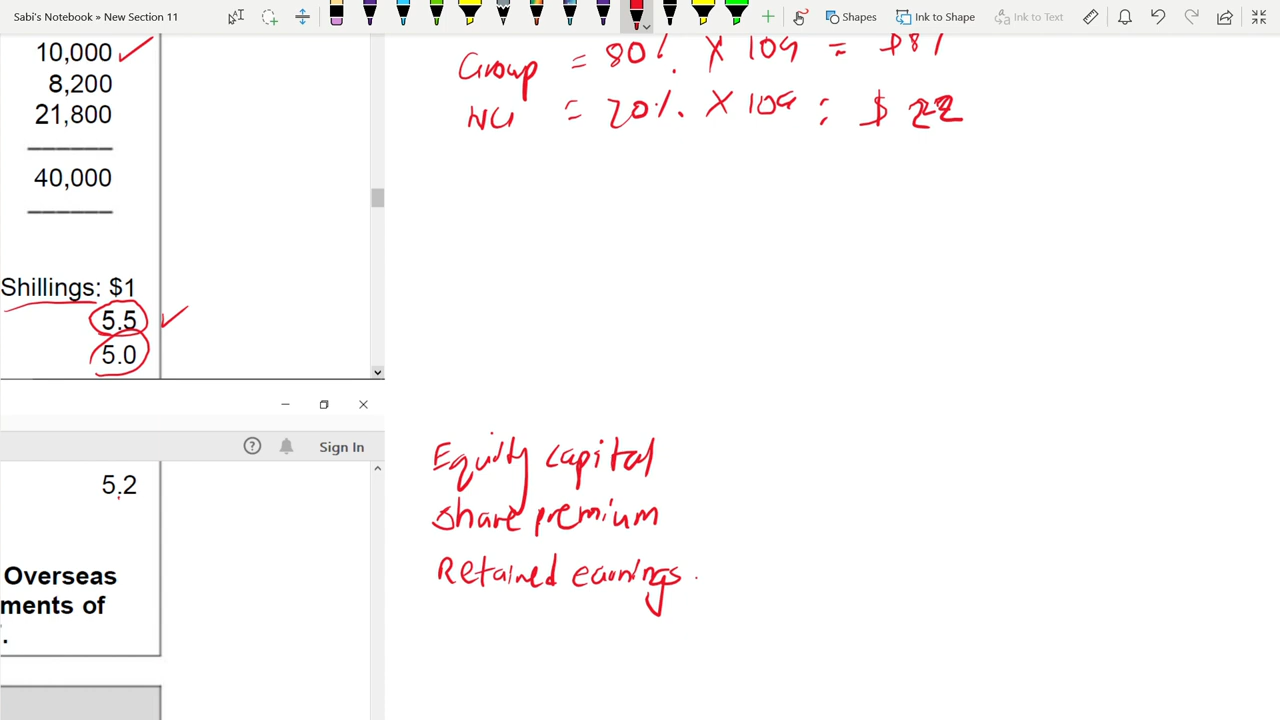 Sabi's Notebook » New Section 11
Shapes
Ink to Shape
Ink to Text
10,000
8,200
21,800
40,000
Shillings: $1
5.5
5.0
Group = 80% × 109 = $87
NCI = 20% × 109 = $22
Sign In
5.2
Overseas
ments of
.
Equity capital
Share premium
Retained earnings.